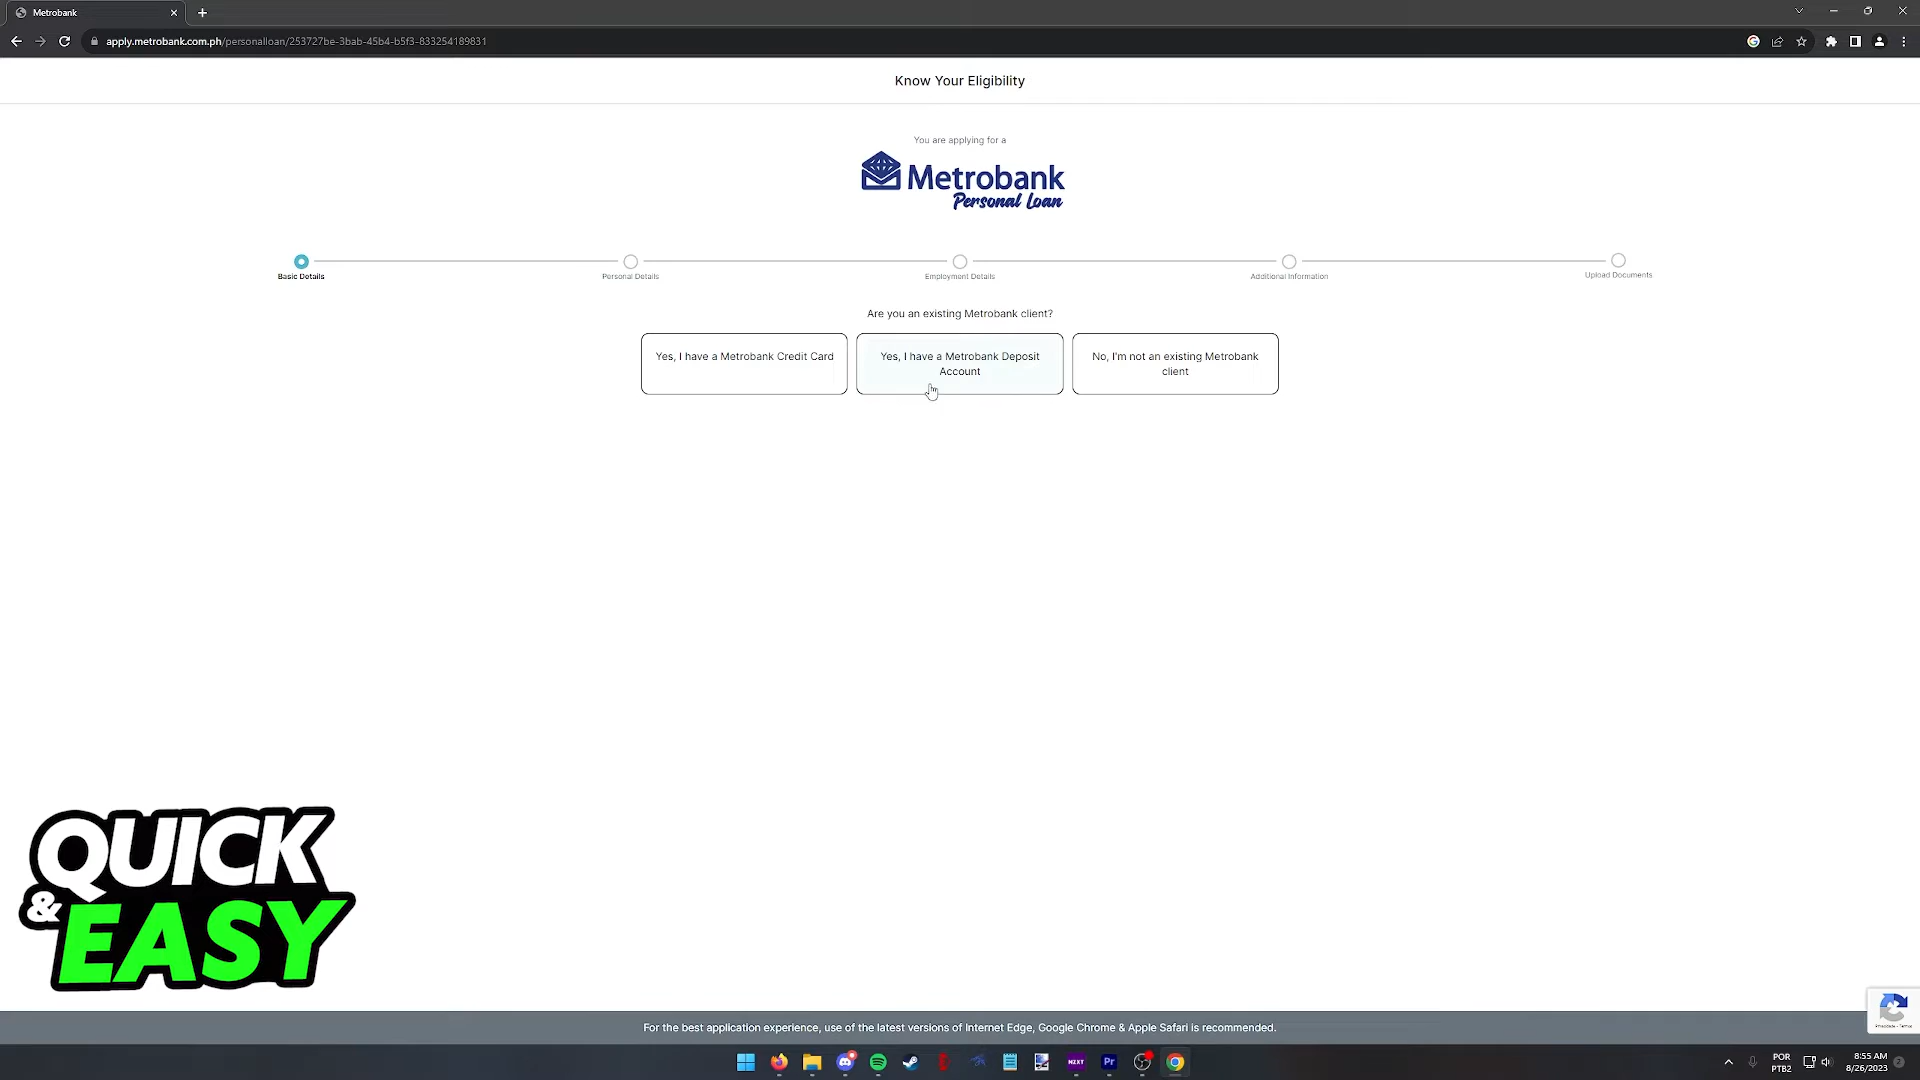 Metrobank
apply.metrobank.com.ph/personalloan/253727be-3bab-45b4-b5f3-833254189831
Know Your Eligibility
You are applying for a
Metrobank
Personal Loan
Basic Details
Personal Details
Employment Details
Additional Information
Upload Documents
Are you an existing Metrobank client?
Yes, I have a Metrobank Credit Card
Yes, I have a Metrobank Deposit
Account
No, I'm not an existing Metrobank
client
QUICK
&
EASY
For the best application experience, use of the latest versions of Internet Edge, Google Chrome & Apple Safari is recommended.
NEXT
Pr
POR
PTB2
8:55 AM
8/26/2023
2